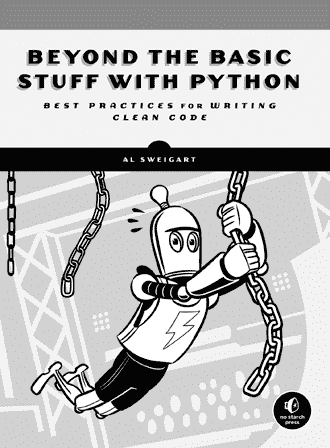 BEYOND THE BASIC
STUFF WITH PYTHON
BEST PRACTICES FOR WRITING
CLEAN CODE
AL SWEIGART
no starch
press